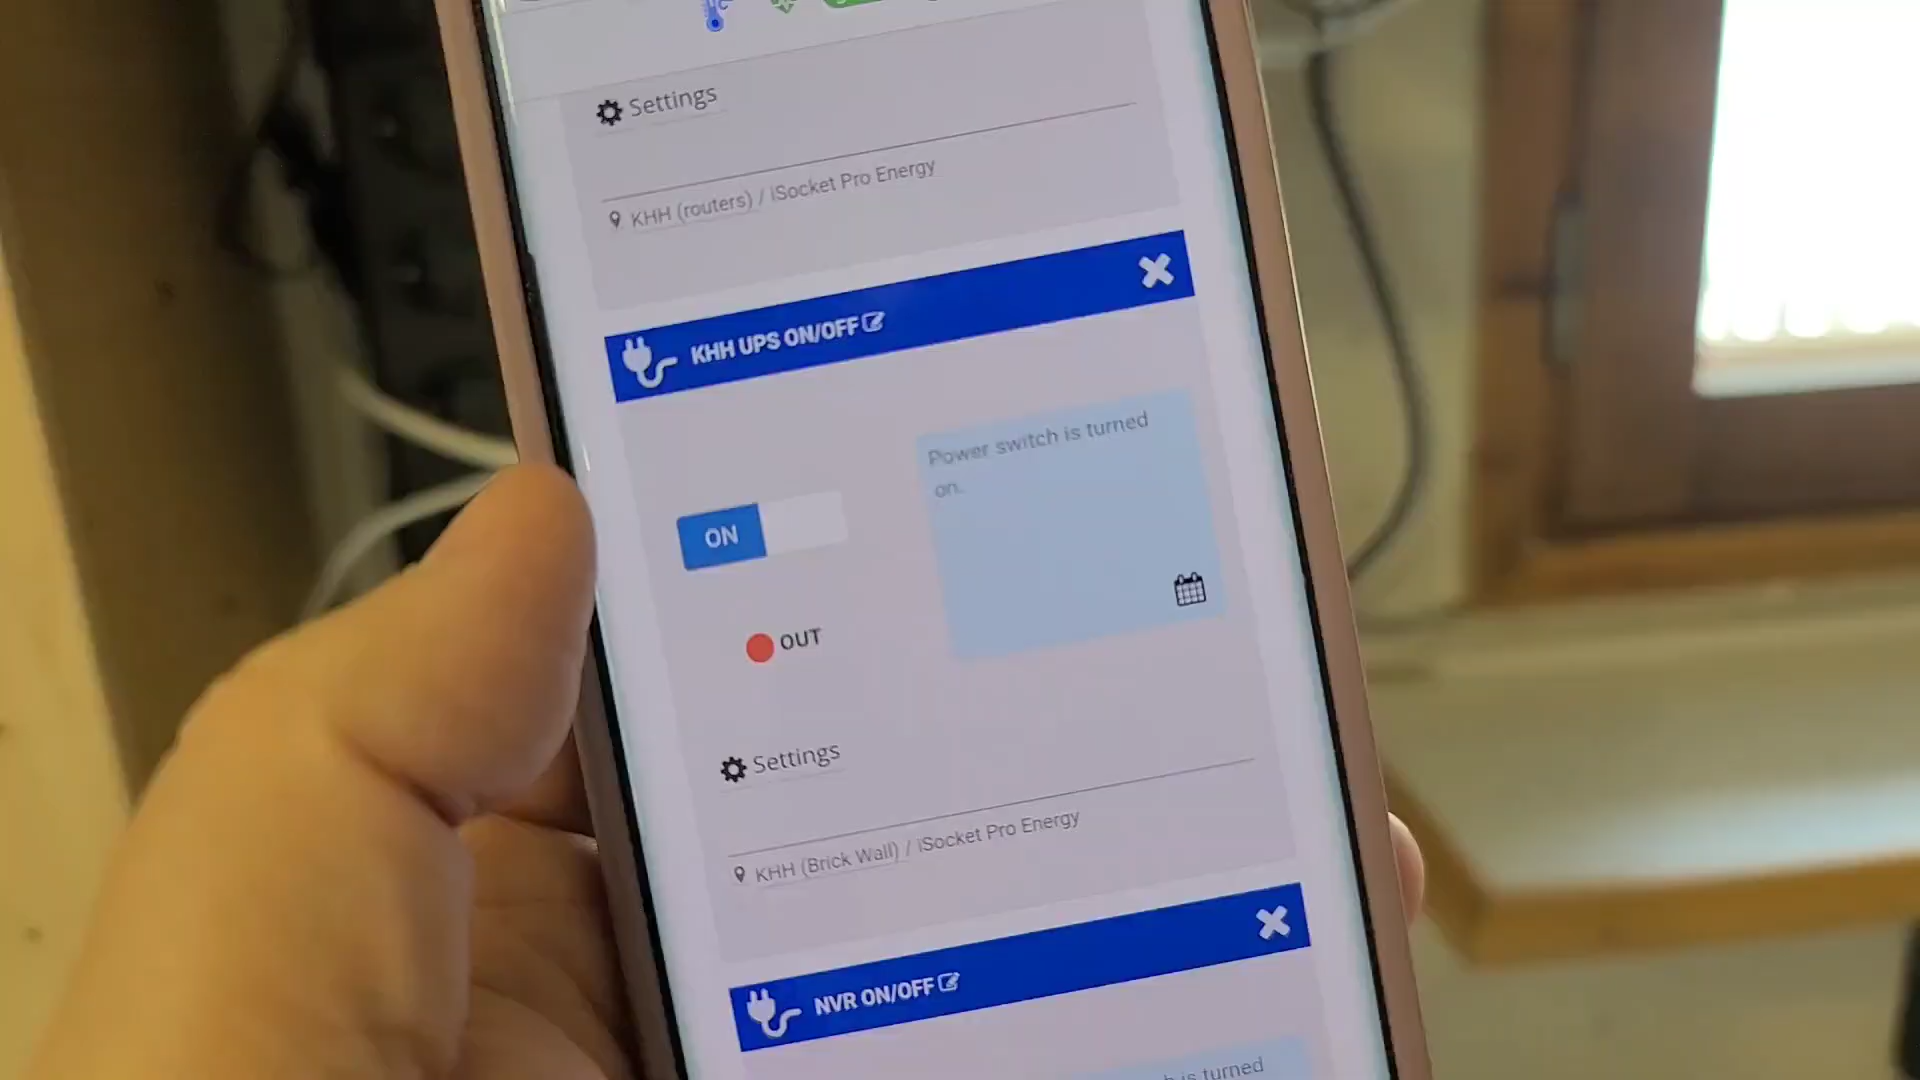 Settings
KHH (routers) / iSocket Pro Energy
KHH UPS ON/OFF
Power switch is turned
on.
ON
OUT
Settings
KHH (Brick Wall) / iSocket Pro Energy
NVR ON/OFF
is turned